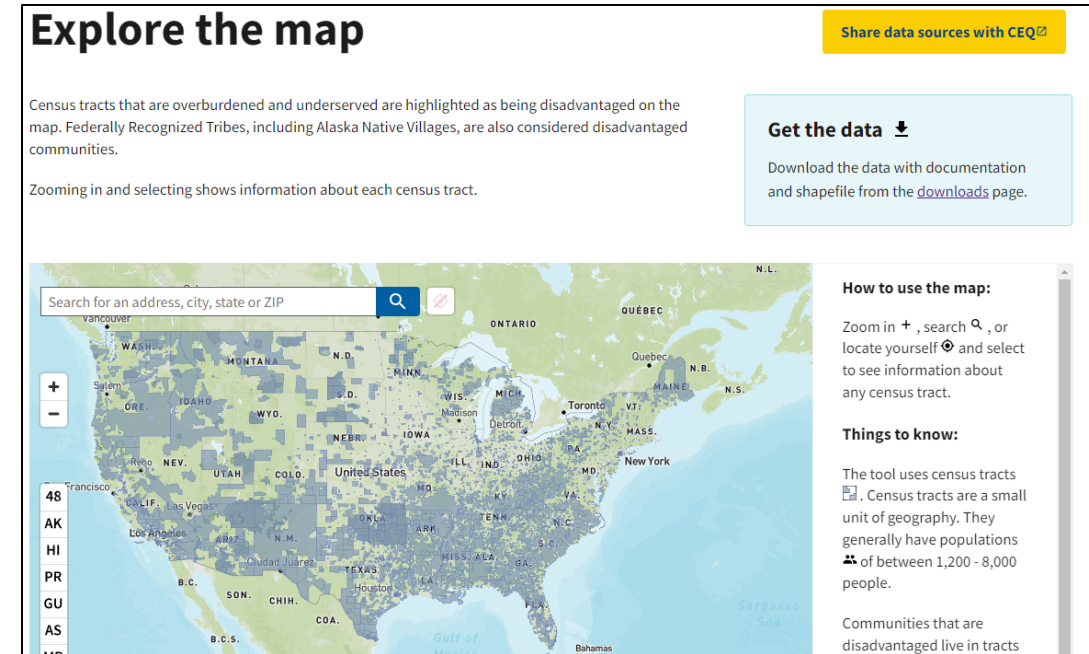 Explore the map
Share data sources with CEQ
Census tracts that are overburdened and underserved are highlighted as being disadvantaged on the
map. Federally Recognized Tribes, including Alaska Native Villages, are also considered disadvantaged
communities.
Zooming in and selecting shows information about each census tract.
Get the data
Download the data with documentation
and shapefile from the downloads page.
Search for an address, city, state or ZIP
N.L.
ONTARIO
QUÉBEC
Vancouver
WASH.
MONTANA
N.D.
MINN.
Quebec
N.B.
MAINE
N.S.
+
−
Salem
ORE.
IDAHO
WYO.
S.D.
WIS.
MICH.
Madison
Toronto
VT.
Detroit
N.Y.
MASS.
NEBR.
IOWA
Reno
NEV.
UTAH
COLO.
United States
ILL.
IND.
OHIO
PA.
MD.
New York
Francisco
CALIF.
Las Vegas
MO.
KY.
VA.
Los Angeles
ARIZ.
N.M.
OKLA.
ARK.
TENN.
N.C.
S.C.
Ciudad Juárez
TEXAS
MISS.
ALA.
GA.
LA.
Houston
B.C.
SON.
CHIH.
COA.
FLA.
B.C.S.
Gulf of
Mexico
Sargasso
Sea
Bahamas
48
AK
HI
PR
GU
AS
MP
How to use the map:
Zoom in + , search , or
locate yourself and select
to see information about
any census tract.
Things to know:
The tool uses census tracts
. Census tracts are a small
unit of geography. They
generally have populations
of between 1,200 - 8,000
people.
Communities that are
disadvantaged live in tracts